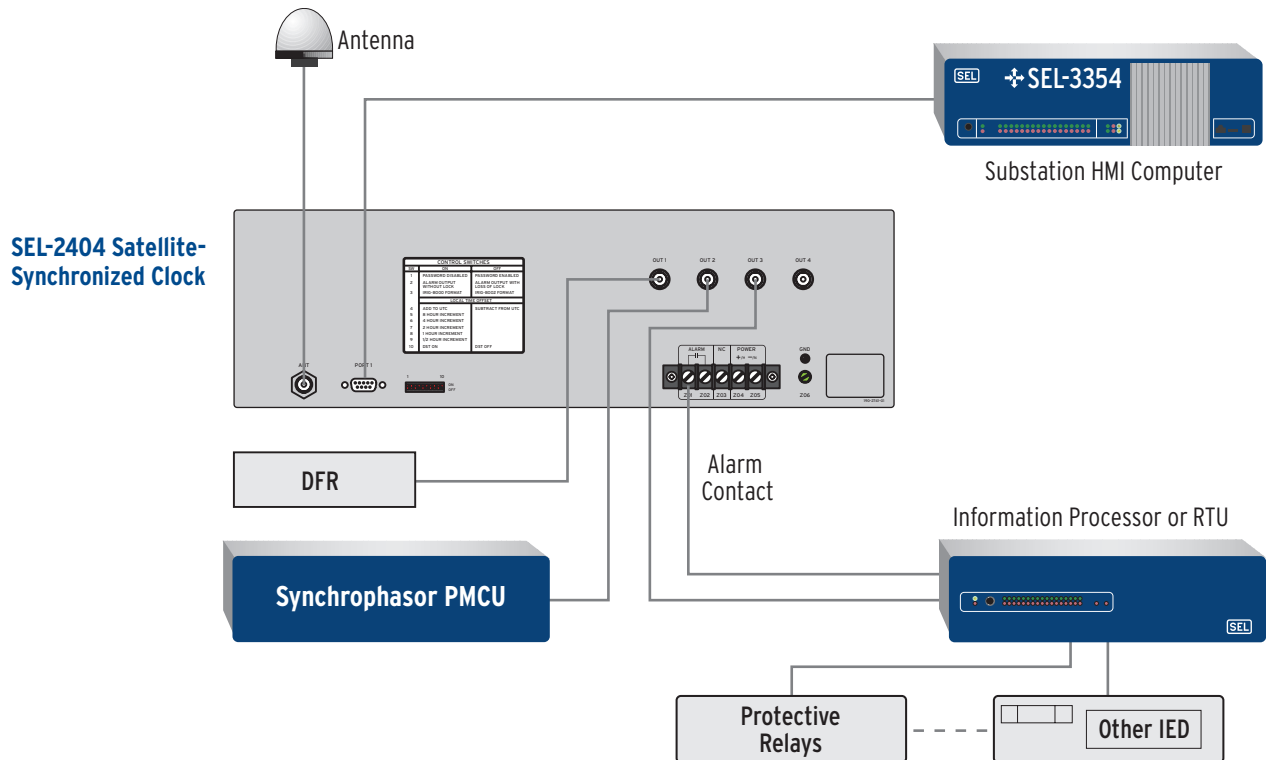 Antenna
SEL
SEL-3354
Substation HMI Computer
SEL-2404 Satellite-
Synchronized Clock
CONTROL SWITCHES
SW ON OFF
1 PASSWORD DISABLED PASSWORD ENABLED
2 ALARM OUTPUT WITHOUT LOCK ALARM OUTPUT WITH LOSS OF LOCK
3 IRIG-B000 FORMAT IRIG-B002 FORMAT
LOCAL TIME OFFSET
4 ADD TO UTC SUBTRACT FROM UTC
5 8 HOUR INCREMENT
6 4 HOUR INCREMENT
7 2 HOUR INCREMENT
8 1 HOUR INCREMENT
9 1/2 HOUR INCREMENT
10 DST ON DST OFF
OUT 1 OUT 2 OUT 3 OUT 4
ANT PORT 1
1 10
ON
OFF
ALARM NC POWER
GND
Z01 Z02 Z03 Z04 Z05 Z06
DFR
Alarm
Contact
Synchrophasor PMCU
Information Processor or RTU
SEL
Protective
Relays
Other IED